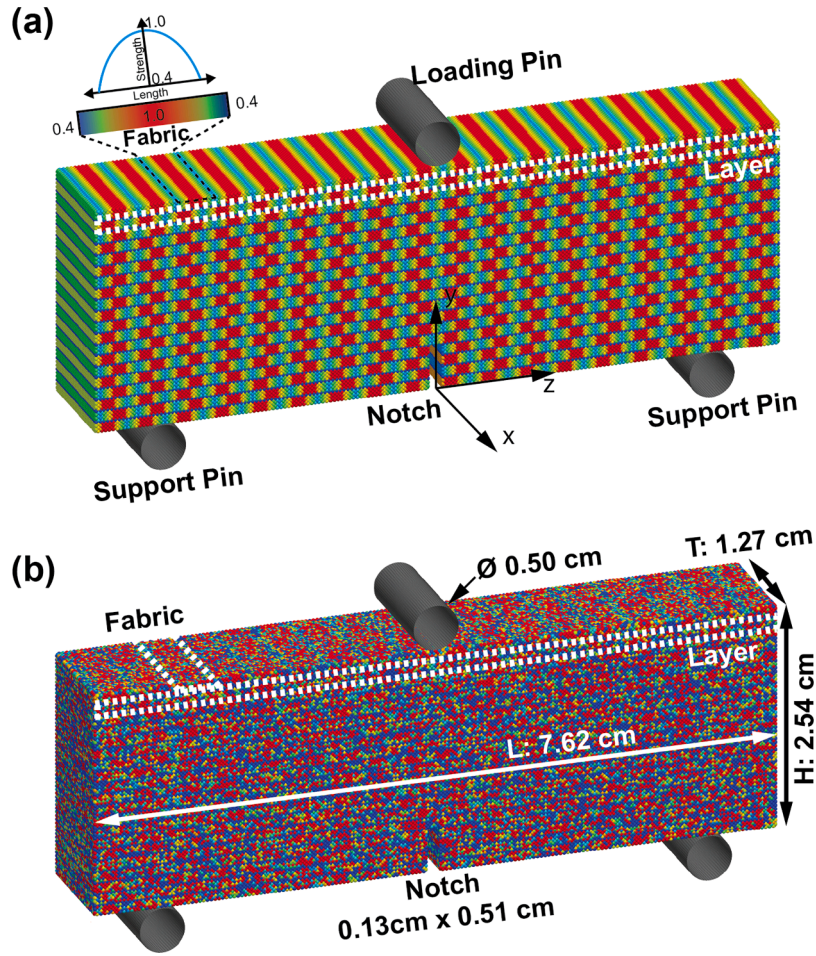 (a)
1.0
Strength
0.4
Length
0.4
1.0
0.4
Fabric
Loading Pin
Layer
y
z
x
Notch
Support Pin
Support Pin
(b)
Ø 0.50 cm
T: 1.27 cm
Fabric
Layer
H: 2.54 cm
L: 7.62 cm
Notch
0.13cm x 0.51 cm